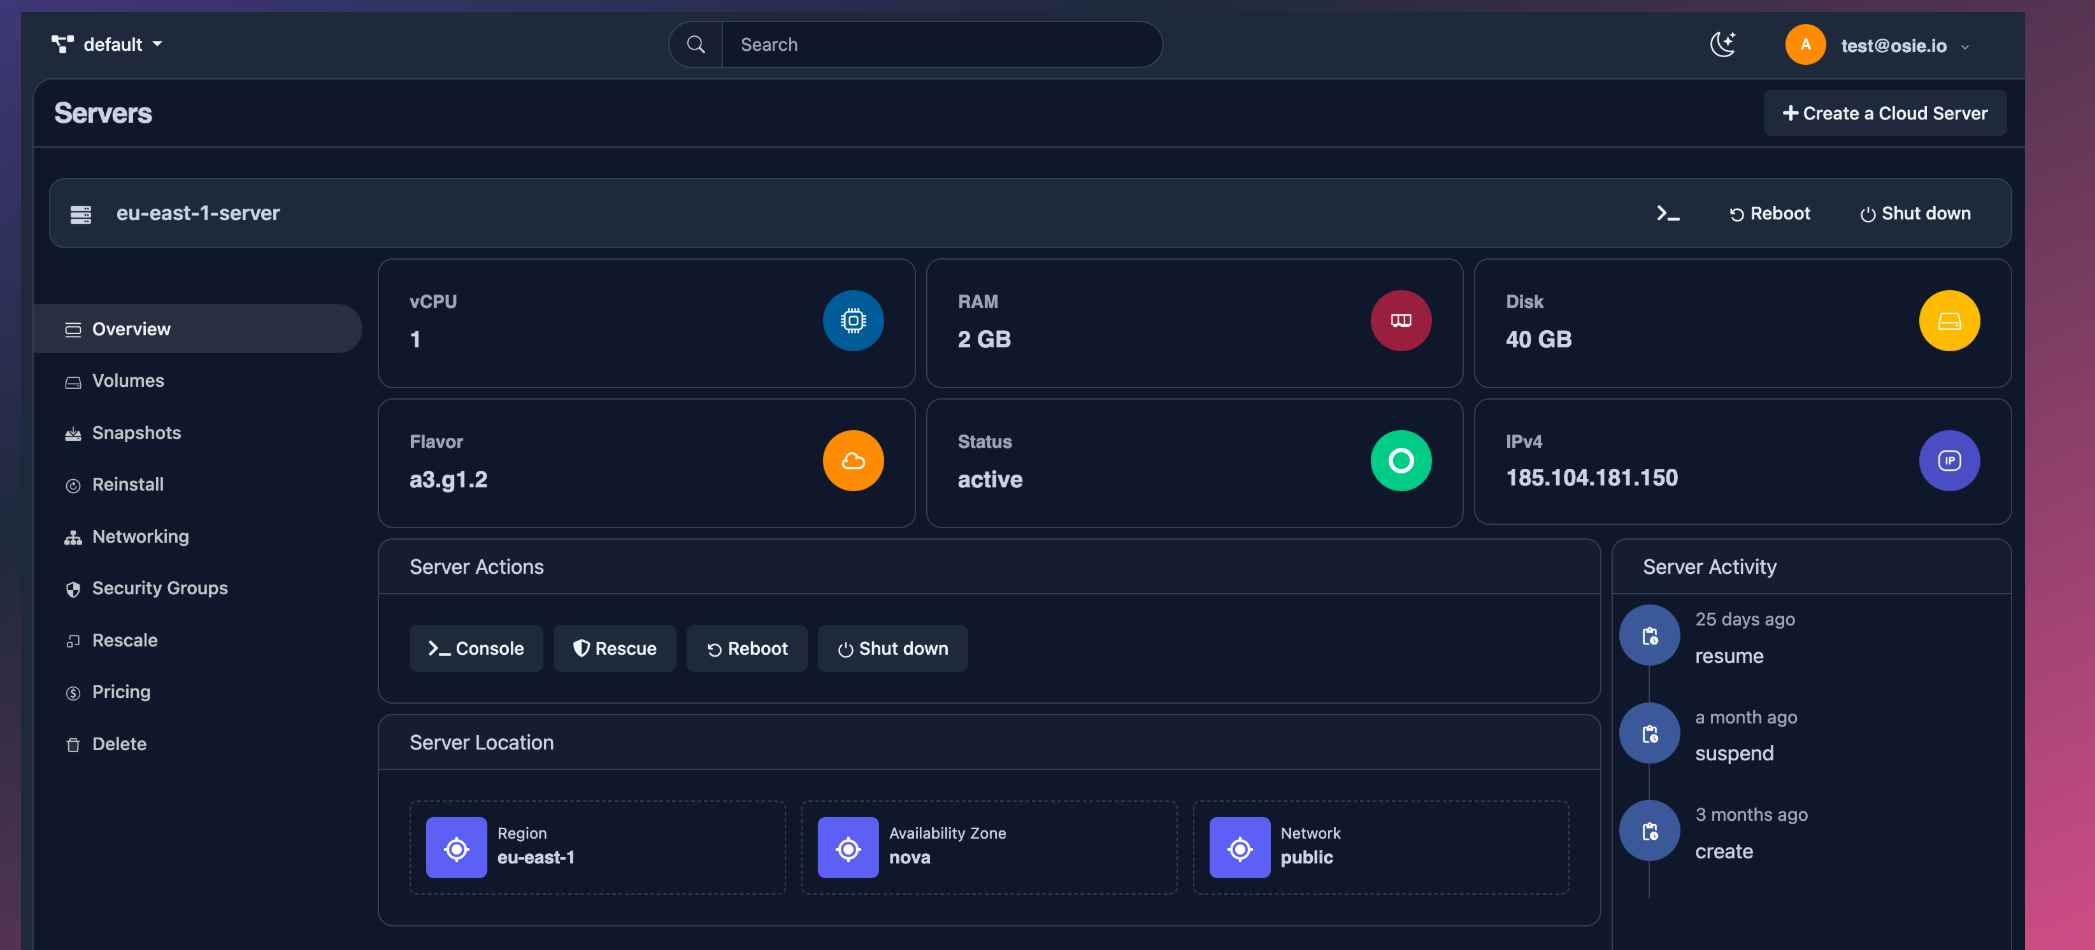 default
Search
A
test@osie.io
Servers
Create a Cloud Server
eu-east-1-server
Reboot
Shut down
Overview
Volumes
Snapshots
Reinstall
Networking
Security Groups
Rescale
Pricing
Delete
vCPU
1
RAM
2 GB
Disk
40 GB
Flavor
a3.g1.2
Status
active
IPv4
185.104.181.150
IP
Server Actions
Console
Rescue
Reboot
Shut down
Server Location
Region
eu-east-1
Availability Zone
nova
Network
public
Server Activity
25 days ago
resume
a month ago
suspend
3 months ago
create